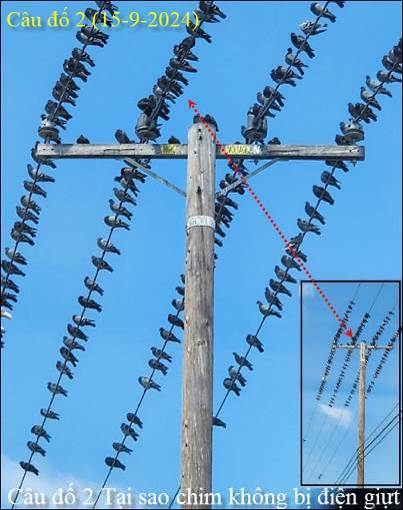 Câu đố 2 (15-9-2024)
Câu đố 2 Tại sao chim không bị điện giựt